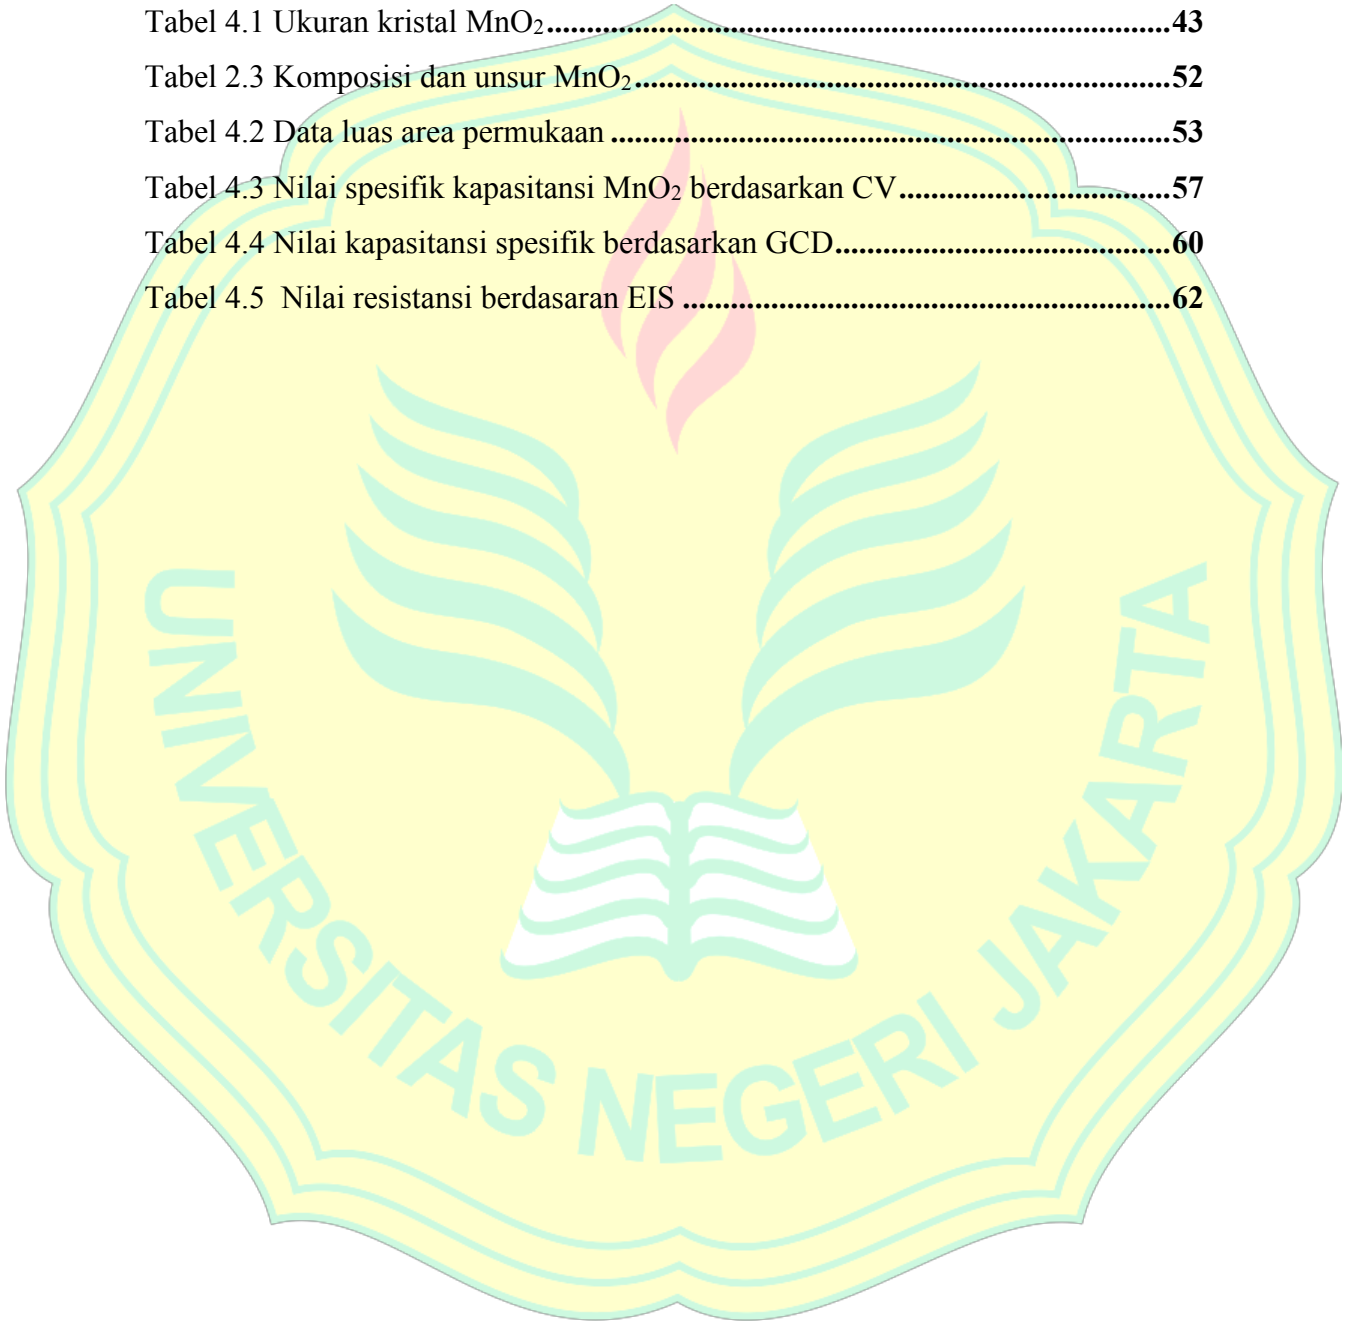 Tabel 4.1 Ukuran kristal MnO₂..............................................................................43
Tabel 2.3 Komposisi dan unsur MnO₂...................................................................52
Tabel 4.2 Data luas area permukaan ......................................................................53
Tabel 4.3 Nilai spesifik kapasitansi MnO₂ berdasarkan CV..................................57
Tabel 4.4 Nilai kapasitansi spesifik berdasarkan GCD..........................................60
Tabel 4.5  Nilai resistansi berdasaran EIS .............................................................62
UNIVERSITAS NEGERI JAKARTA